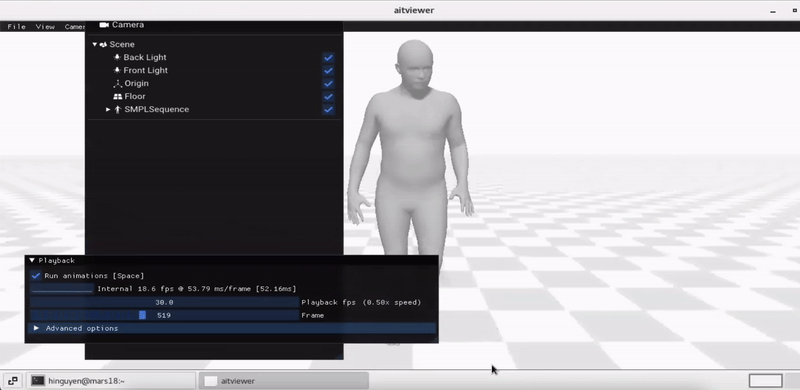 aitviewer
File View Camer
Camera
Scene
Back Light
Front Light
Origin
Floor
SMPLSequence
Playback
Run animations [Space]
Internal 18.6 fps @ 53.79 ms/frame [52.16ms]
30.0 Playback fps (0.50x speed)
519 Frame
Advanced options
hinguyen@mars18:~ aitviewer